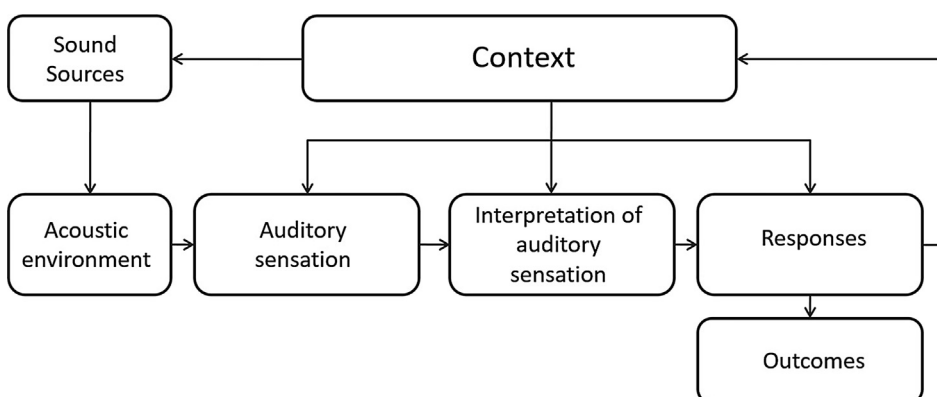 Sound
Sources
Context
Acoustic
environment
Auditory
sensation
Interpretation of
auditory
sensation
Responses
Outcomes